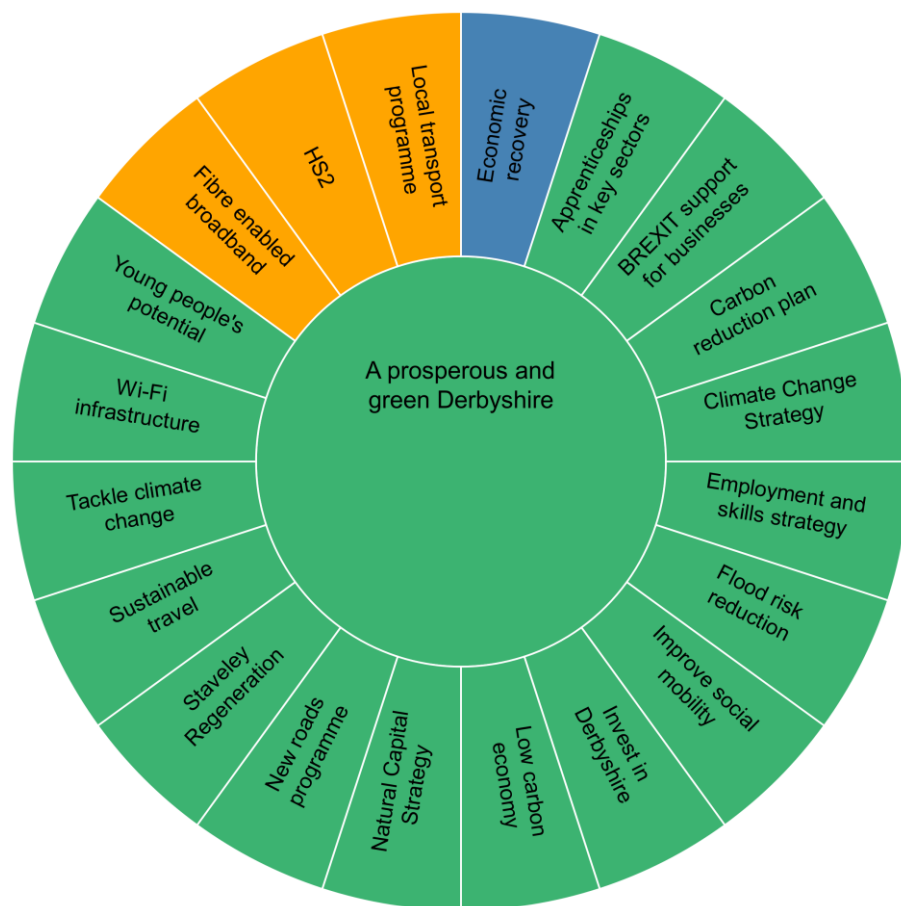 A prosperous and
green Derbyshire
Economic
recovery
Apprenticeships
in key sectors
BREXIT support
for businesses
Carbon
reduction plan
Climate Change
Strategy
Employment and
skills strategy
Flood risk
reduction
Improve social
mobility
Invest in
Derbyshire
Low carbon
economy
Natural Capital
Strategy
New roads
programme
Staveley
Regeneration
Sustainable
travel
Tackle climate
change
Wi-Fi
infrastructure
Young people's
potential
Fibre enabled
broadband
HS2
Local transport
programme